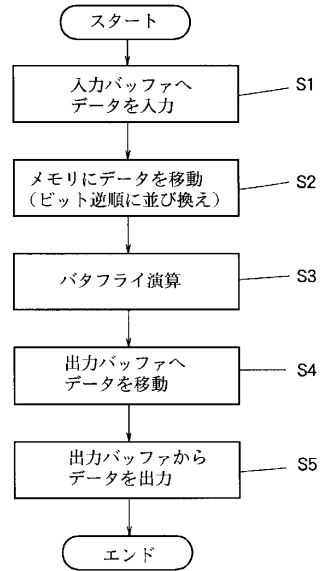 スタート
入力バッファへ
データを入力
S1
メモリにデータを移動
(ビット逆順に並び換え)
S2
バタフライ演算
S3
出力バッファへ
データを移動
S4
出力バッファから
データを出力
S5
エンド